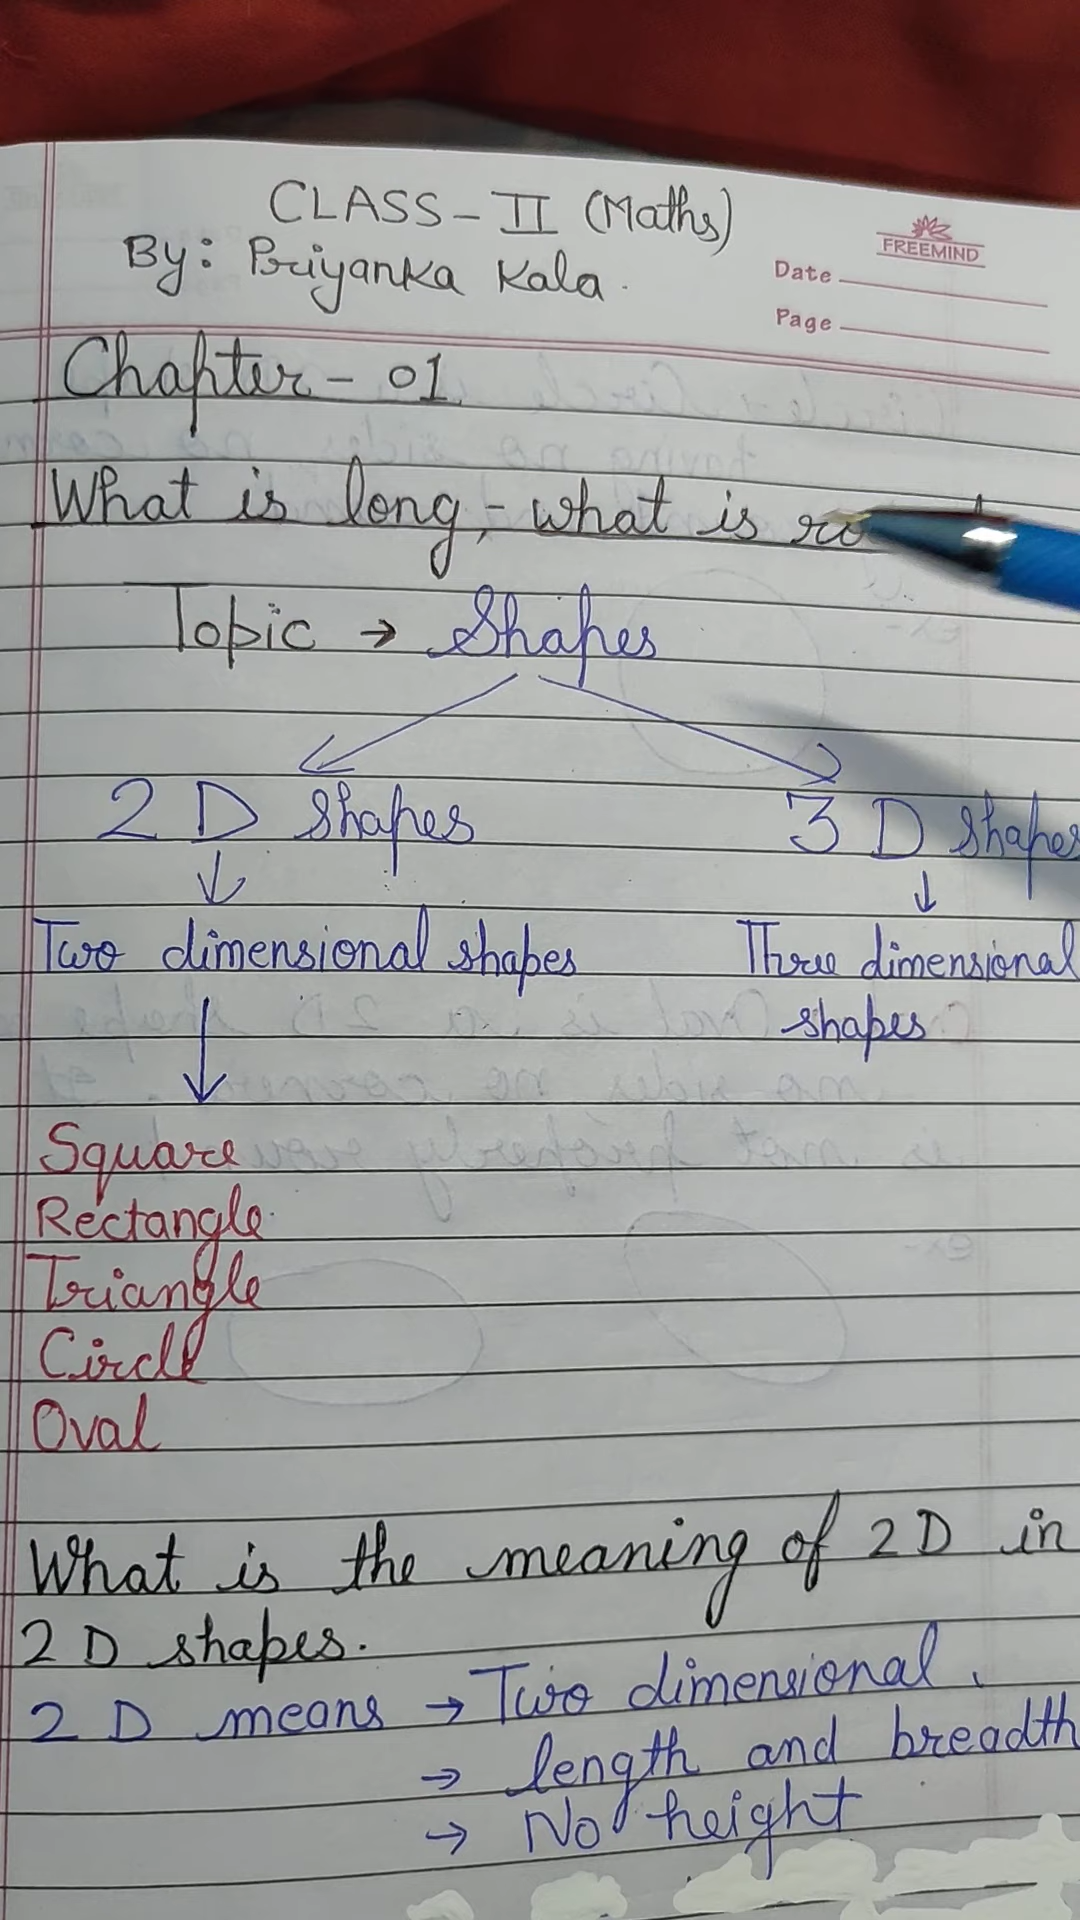 CLASS - II (Maths)
By: Priyanka Kala.
FREEMIND
Date
Page
Chapter - 01
What is long, - what is
Topic → Shapes
2 D shapes
3 D shapes
↓
↓
Two dimensional shapes
Three dimensional
shapes
↓
Square
Rectangle
Triangle
Circle
Oval
What is the meaning of 2 D in
2 D shapes.
2 D means → Two dimensional,
→ length and breadth
→ No height